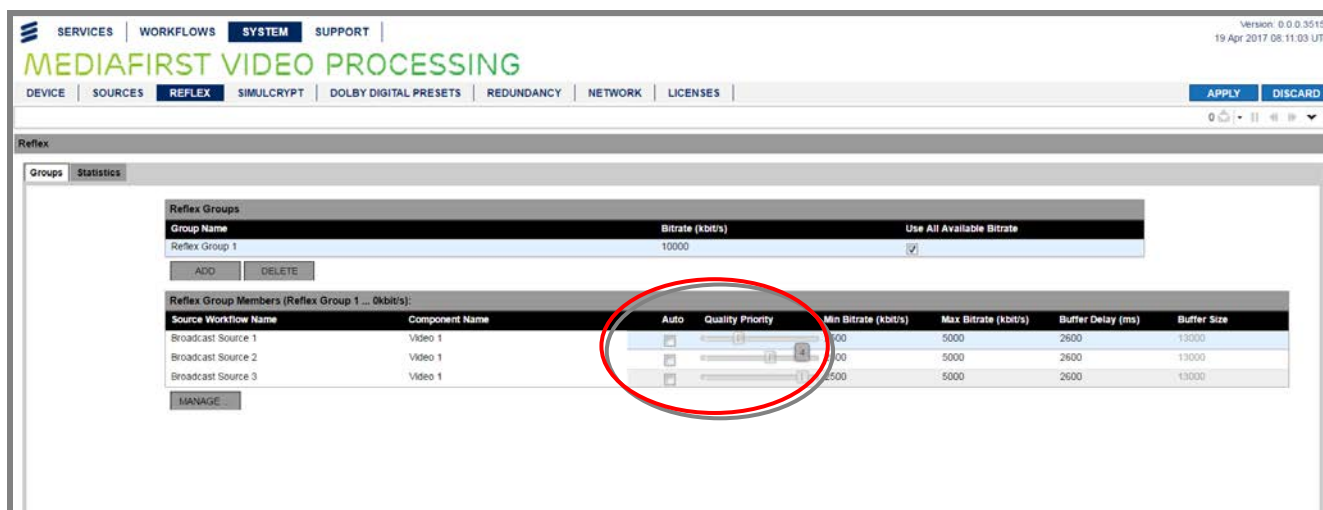 SERVICES WORKFLOWS SYSTEM SUPPORT
Version: 0.0.0.3515
19 Apr 2017 08:11:03 UT
MEDIAFIRST VIDEO PROCESSING
DEVICE SOURCES REFLEX SIMULCRYPT DOLBY DIGITAL PRESETS REDUNDANCY NETWORK LICENSES APPLY DISCARD
0
Reflex
Groups Statistics
Reflex Groups
Group Name Bitrate (kbit/s) Use All Available Bitrate
Reflex Group 1 10000
ADD DELETE
Reflex Group Members (Reflex Group 1 ... 0kbit/s):
Source Workflow Name Component Name Auto Quality Priority Min Bitrate (kbit/s) Max Bitrate (kbit/s) Buffer Delay (ms) Buffer Size
Broadcast Source 1 Video 1 5000 2600 13000
Broadcast Source 2 Video 1 4 5000 2600 13000
Broadcast Source 3 Video 1 2500 5000 2600 13000
MANAGE ...